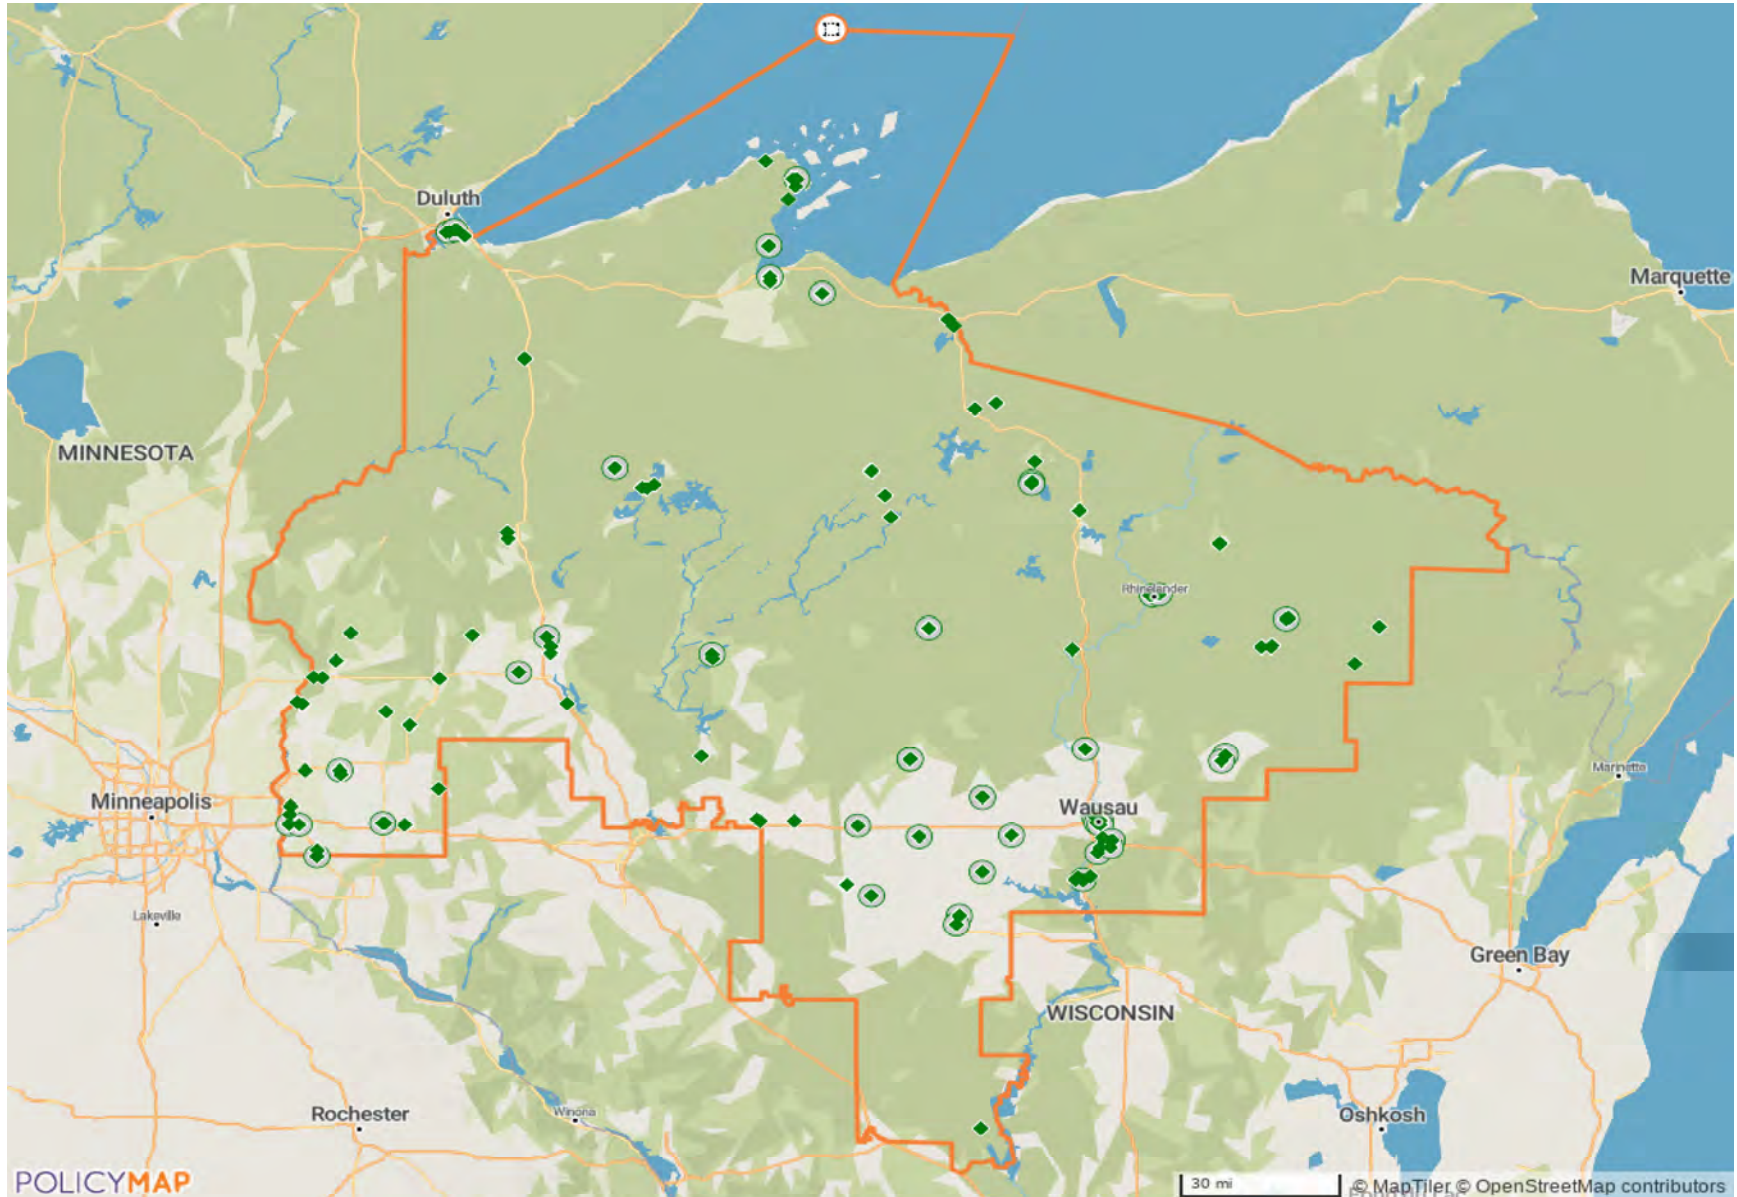 Duluth
Marquette
MINNESOTA
Rhinelander
Marinette
Minneapolis
Wausau
Lakeville
Green Bay
WISCONSIN
Rochester
Winona
Oshkosh
POLICYMAP
30 mi
© MapTiler © OpenStreetMap contributors